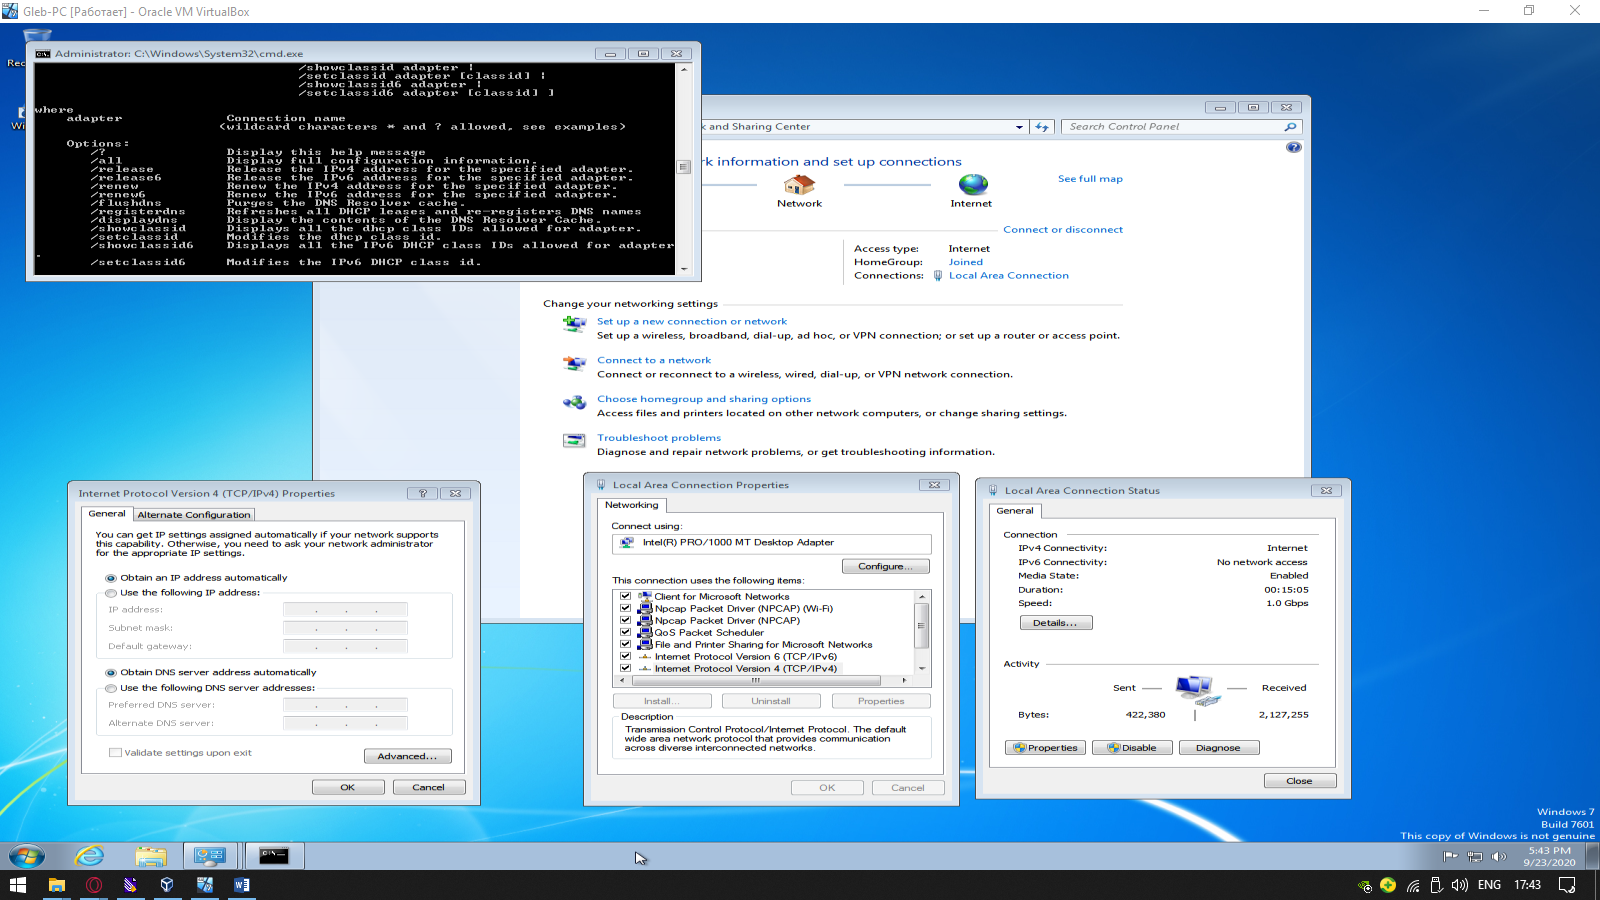 Gleb-PC [Работает] - Oracle VM VirtualBox
Rec
Wi
Administrator: C:\Windows\System32\cmd.exe
/showclassid adapter |
/setclassid adapter [classid] |
/showclassid6 adapter |
/setclassid6 adapter [classid] ]
where
adapter Connection name
(wildcard characters * and ? allowed, see examples)
Options:
/? Display this help message
/all Display full configuration information.
/release Release the IPv4 address for the specified adapter.
/release6 Release the IPv6 address for the specified adapter.
/renew Renew the IPv4 address for the specified adapter.
/renew6 Renew the IPv6 address for the specified adapter.
/flushdns Purges the DNS Resolver cache.
/registerdns Refreshes all DHCP leases and re-registers DNS names
/displaydns Display the contents of the DNS Resolver Cache.
/showclassid Displays all the dhcp class IDs allowed for adapter.
/setclassid Modifies the dhcp class id.
/showclassid6 Displays all the IPv6 DHCP class IDs allowed for adapter
.
/setclassid6 Modifies the IPv6 DHCP class id.
k and Sharing Center
Search Control Panel
rk information and set up connections
See full map
Network
Internet
Connect or disconnect
Access type: Internet
HomeGroup: Joined
Connections: Local Area Connection
Change your networking settings
Set up a new connection or network
Set up a wireless, broadband, dial-up, ad hoc, or VPN connection; or set up a router or access point.
Connect to a network
Connect or reconnect to a wireless, wired, dial-up, or VPN network connection.
Choose homegroup and sharing options
Access files and printers located on other network computers, or change sharing settings.
Troubleshoot problems
Diagnose and repair network problems, or get troubleshooting information.
Internet Protocol Version 4 (TCP/IPv4) Properties
General
Alternate Configuration
You can get IP settings assigned automatically if your network supports
this capability. Otherwise, you need to ask your network administrator
for the appropriate IP settings.
Obtain an IP address automatically
Use the following IP address:
IP address:
Subnet mask:
Default gateway:
Obtain DNS server address automatically
Use the following DNS server addresses:
Preferred DNS server:
Alternate DNS server:
Validate settings upon exit
Advanced...
OK
Cancel
Local Area Connection Properties
Networking
Connect using:
Intel(R) PRO/1000 MT Desktop Adapter
Configure...
This connection uses the following items:
Client for Microsoft Networks
Npcap Packet Driver (NPCAP) (Wi-Fi)
Npcap Packet Driver (NPCAP)
QoS Packet Scheduler
File and Printer Sharing for Microsoft Networks
Internet Protocol Version 6 (TCP/IPv6)
Internet Protocol Version 4 (TCP/IPv4)
Install...
Uninstall
Properties
Description
Transmission Control Protocol/Internet Protocol. The default
wide area network protocol that provides communication
across diverse interconnected networks.
OK
Cancel
Local Area Connection Status
General
Connection
IPv4 Connectivity: Internet
IPv6 Connectivity: No network access
Media State: Enabled
Duration: 00:15:05
Speed: 1.0 Gbps
Details...
Activity
Sent
Received
Bytes: 422,380 2,127,255
Properties
Disable
Diagnose
Close
Windows 7
Build 7601
This copy of Windows is not genuine
5:43 PM
9/23/2020
ENG
17:43